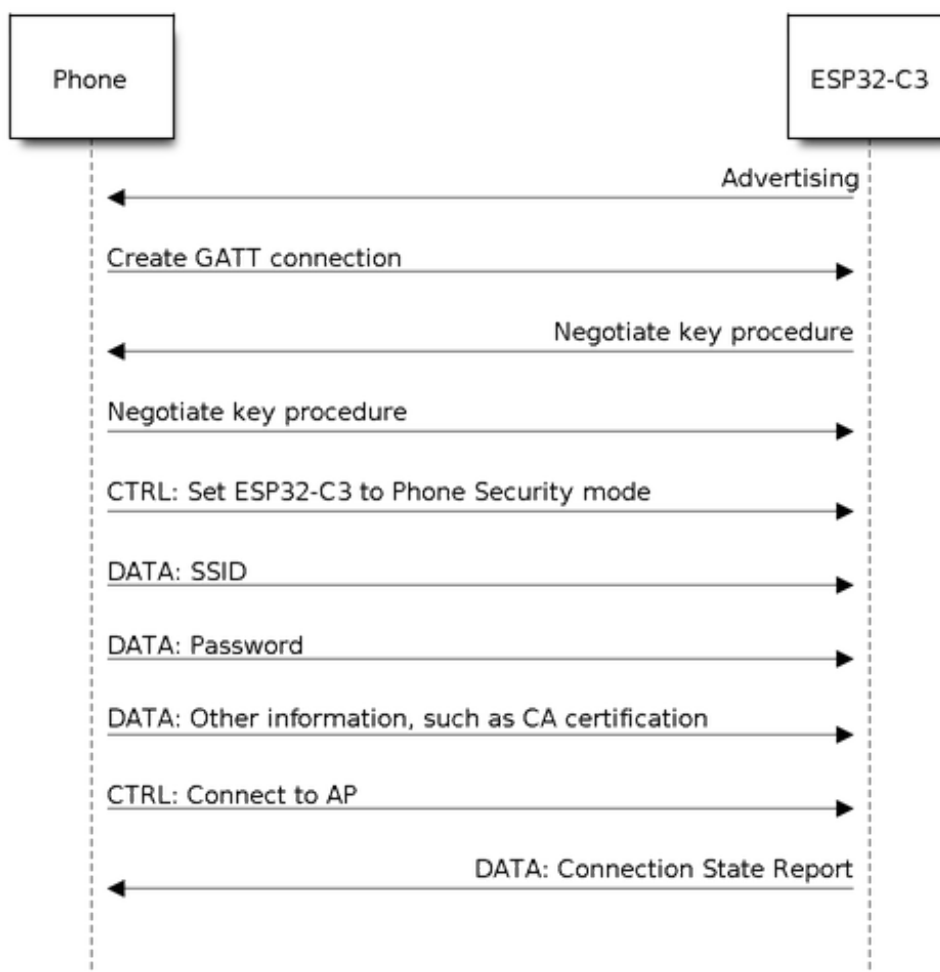 Phone
ESP32-C3
Advertising
Create GATT connection
Negotiate key procedure
Negotiate key procedure
CTRL: Set ESP32-C3 to Phone Security mode
DATA: SSID
DATA: Password
DATA: Other information, such as CA certification
CTRL: Connect to AP
DATA: Connection State Report